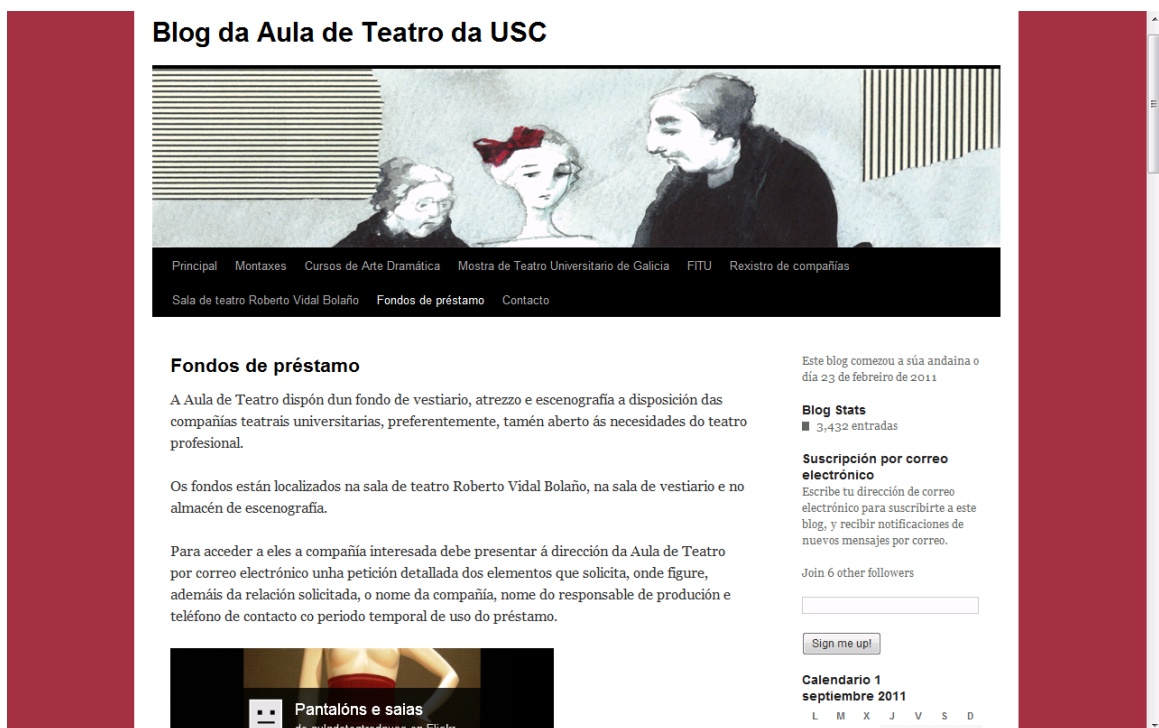 Blog da Aula de Teatro da USC
Principal Montaxes Cursos de Arte Dramática Mostra de Teatro Universitario de Galicia FITU Rexistro de compañías
Sala de teatro Roberto Vidal Bolaño Fondos de préstamo Contacto
Fondos de préstamo
A Aula de Teatro dispón dun fondo de vestiario, atrezzo e escenografía a disposición das
compañías teatrais universitarias, preferentemente, tamén aberto ás necesidades do teatro
profesional.
Os fondos están localizados na sala de teatro Roberto Vidal Bolaño, na sala de vestiario e no
almacén de escenografía.
Para acceder a eles a compañía interesada debe presentar á dirección da Aula de Teatro
por correo electrónico unha petición detallada dos elementos que solicita, onde figure,
ademáis da relación solicitada, o nome da compañía, nome do responsable de produción e
teléfono de contacto co periodo temporal de uso do préstamo.
Pantalóns e saias
Este blog comezou a súa andaina o
día 23 de febreiro de 2011
Blog Stats
3,432 entradas
Suscripción por correo
electrónico
Escribe tu dirección de correo
electrónico para suscribirte a este
blog, y recibir notificaciones de
nuevos mensajes por correo.
Join 6 other followers
Sign me up!
Calendario 1
septiembre 2011
L M X J V S D